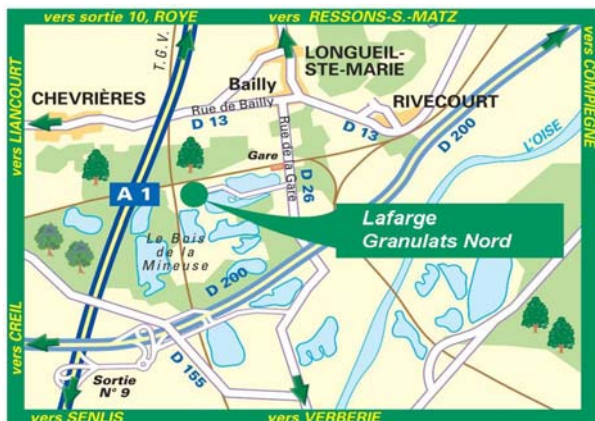 vers sortie 10, ROYE
vers RESSONS-S.-MATZ
T.G.V.
LONGUEIL-
STE-MARIE
Bailly
CHEVRIÈRES
Rue de Bailly
RIVECOURT
D 13
D 13
D 200
vers LIANCOURT
vers COMPIEGNE
Rue de la Gare
L'OISE
Gare
D 26
A 1
Lafarge
Granulats Nord
Le Bois
de la
Mineuse
D 200
vers CREIL
D 155
Sortie
N° 9
vers SENLIS
vers VERBERIE